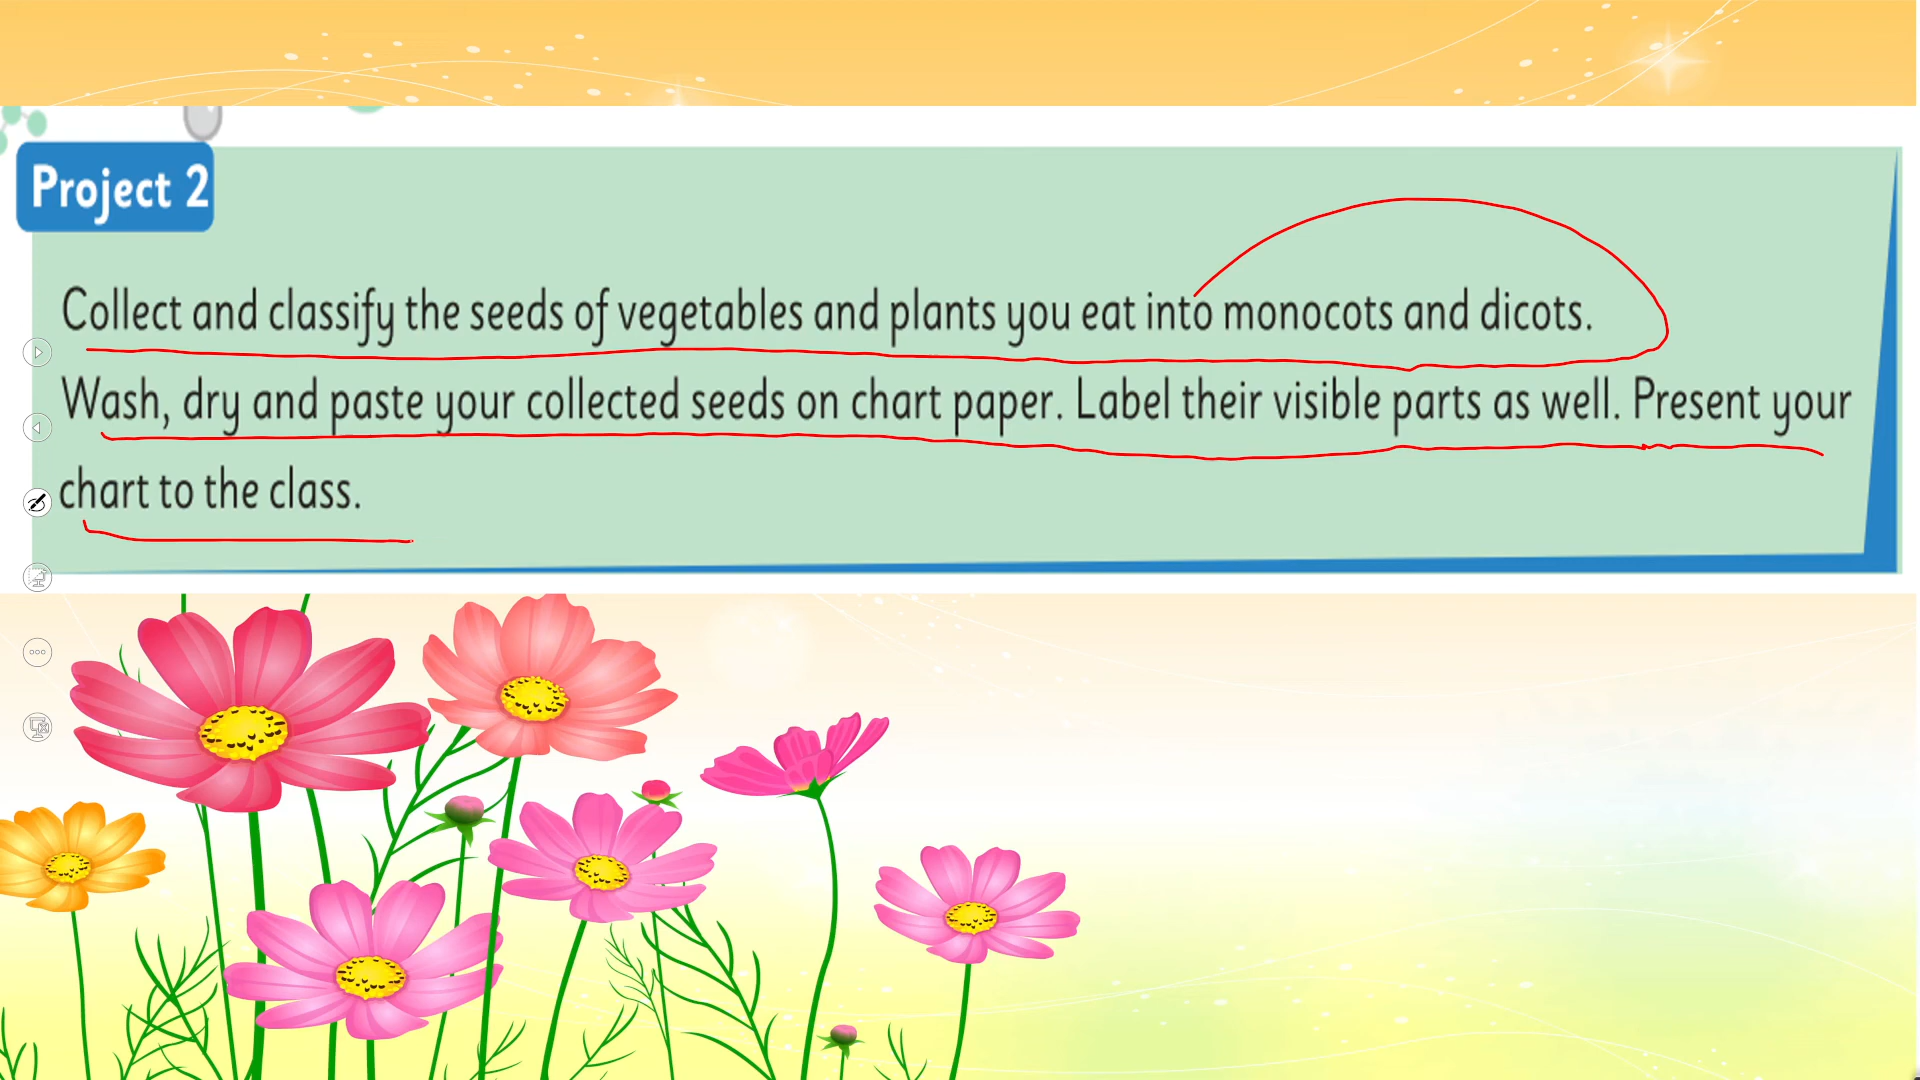 Project 2
Collect and classify the seeds of vegetables and plants you eat into monocots and dicots.
Wash, dry and paste your collected seeds on chart paper. Label their visible parts as well. Present your
chart to the class.